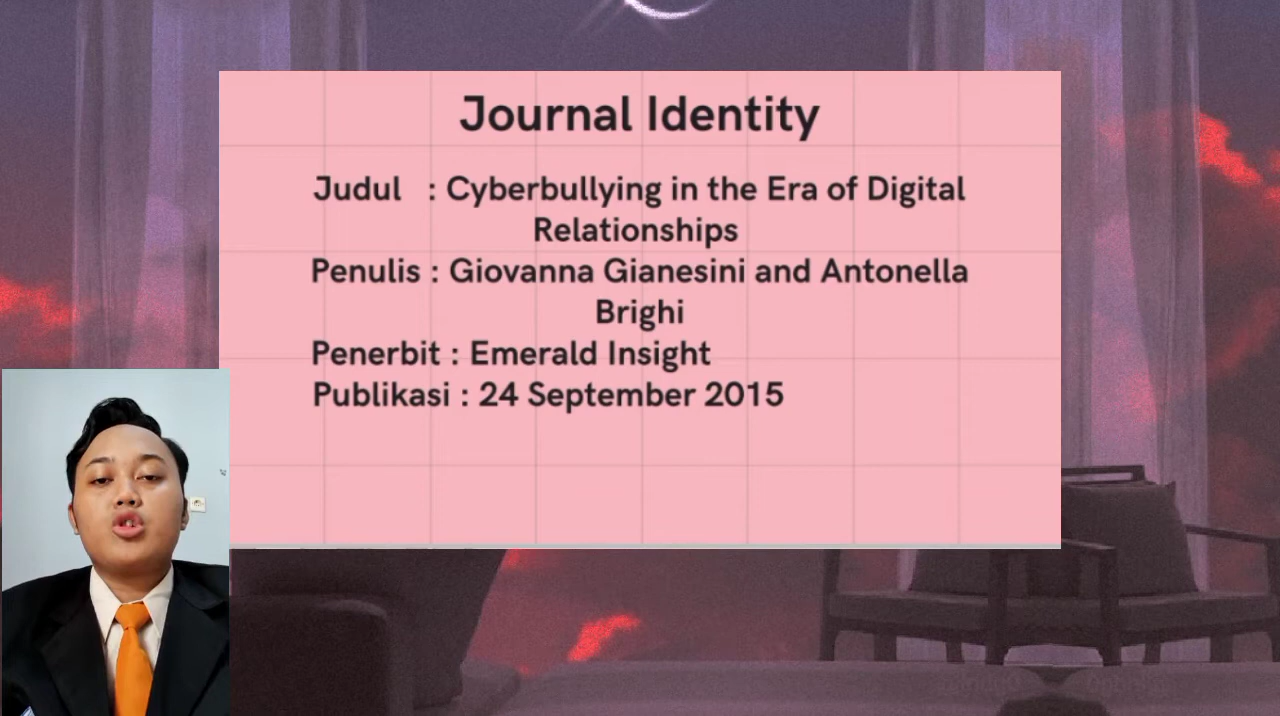 Journal Identity
Judul : Cyberbullying in the Era of Digital
Relationships
Penulis : Giovanna Gianesini and Antonella
Brighi
Penerbit : Emerald Insight
Publikasi : 24 September 2015